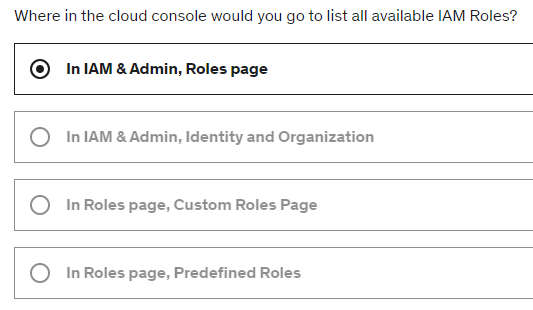 Where in the cloud console would you go to list all available IAM Roles?
In IAM & Admin, Roles page
In IAM & Admin, Identity and Organization
In Roles page, Custom Roles Page
In Roles page, Predefined Roles